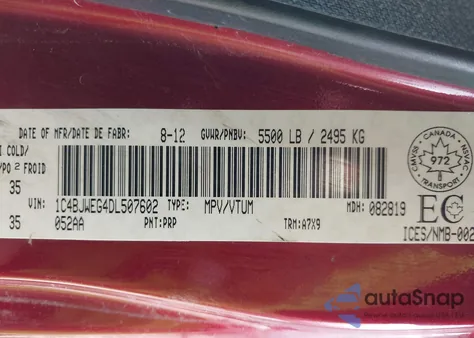 DATE OF MFR/DATE DE FABR: 8-12 GVWR/PNBV: 5500 LB / 2495 KG
I COLD/
/PO ² FROID
35
VIN: 1C4BJWEG4DL507602 TYPE: MPV/VTUM MDH: 082819
35 052AA PNT:PRP TRM:A7X9
CMVSS CANADA NSVAC
972
8
TRANSPORT
EC
ICES/NMB-002
autoSnap